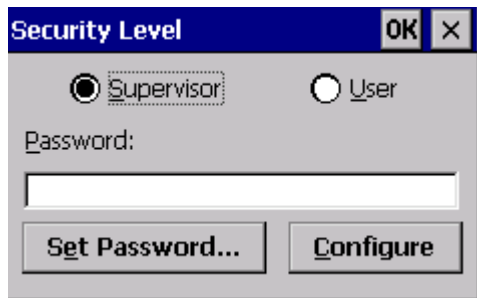 Security Level OK ×
Supervisor User
Password:
Set Password... Configure